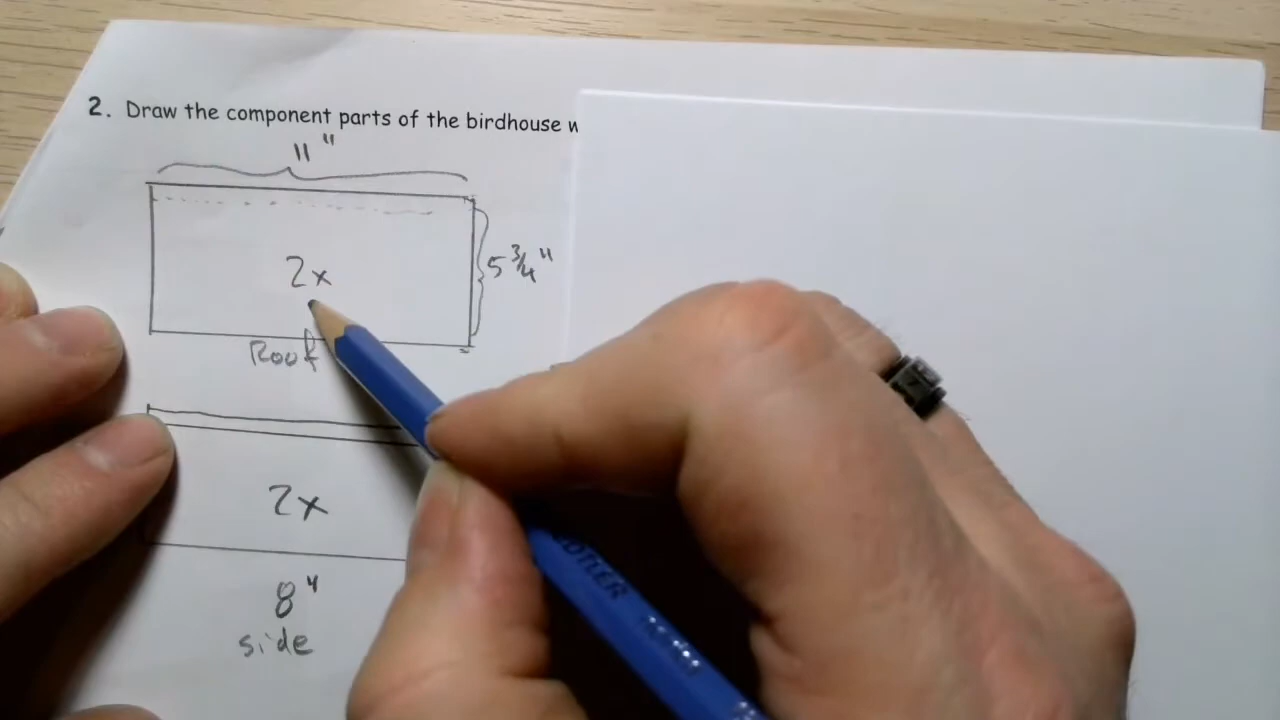 2. Draw the component parts of the birdhouse w
11"
2x
5 3/4"
Roof
2x
8"
side